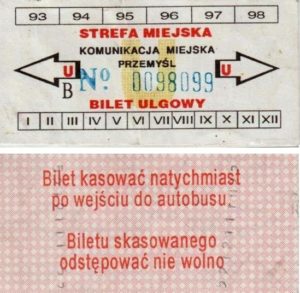 93 94 95 96 97 98
STREFA MIEJSKA
KOMUNIKACJA MIEJSKA
PRZEMYŚL
U No 0098099 U
B
BILET ULGOWY
I II III IV V VI VII VIII IX X XI XII
Bilet kasować natychmiast
po wejściu do autobusu
Biletu skasowanego
odstępować nie wolno